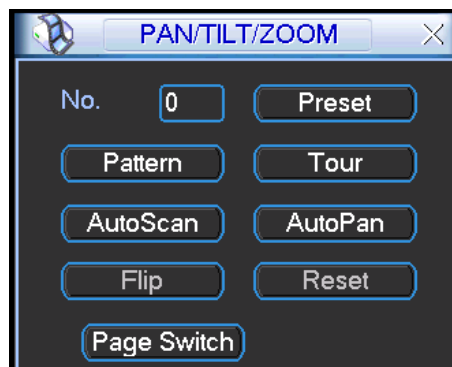 PAN/TILT/ZOOM
No. 0 Preset
Pattern Tour
AutoScan AutoPan
Flip Reset
Page Switch